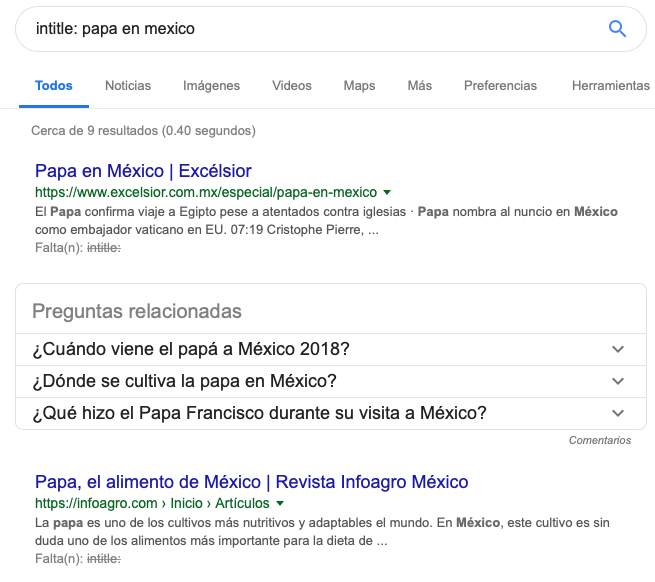 intitle: papa en mexico
Todos Noticias Imágenes Videos Maps Más Preferencias Herramientas
Cerca de 9 resultados (0.40 segundos)
Papa en México | Excélsior
https://www.excelsior.com.mx/especial/papa-en-mexico
El Papa confirma viaje a Egipto pese a atentados contra iglesias · Papa nombra al nuncio en México
como embajador vaticano en EU. 07:19 Cristophe Pierre, ...
Falta(n): intitle:
Preguntas relacionadas
¿Cuándo viene el papá a México 2018?
¿Dónde se cultiva la papa en México?
¿Qué hizo el Papa Francisco durante su visita a México?
Comentarios
Papa, el alimento de México | Revista Infoagro México
https://infoagro.com › Inicio › Artículos
La papa es uno de los cultivos más nutritivos y adaptables el mundo. En México, este cultivo es sin
duda uno de los alimentos más importante para la dieta de ...
Falta(n): intitle: